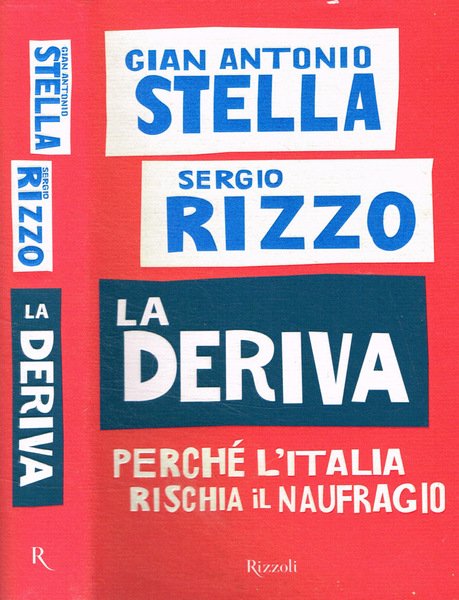 GIAN ANTONIO
STELLA
SERGIO
RIZZO
LA
DERIVA
R
GIAN ANTONIO
STELLA
SERGIO
RIZZO
LA
DERIVA
PERCHÉ L'ITALIA
RISCHIA iL NAUFRAGIO
Rizzoli